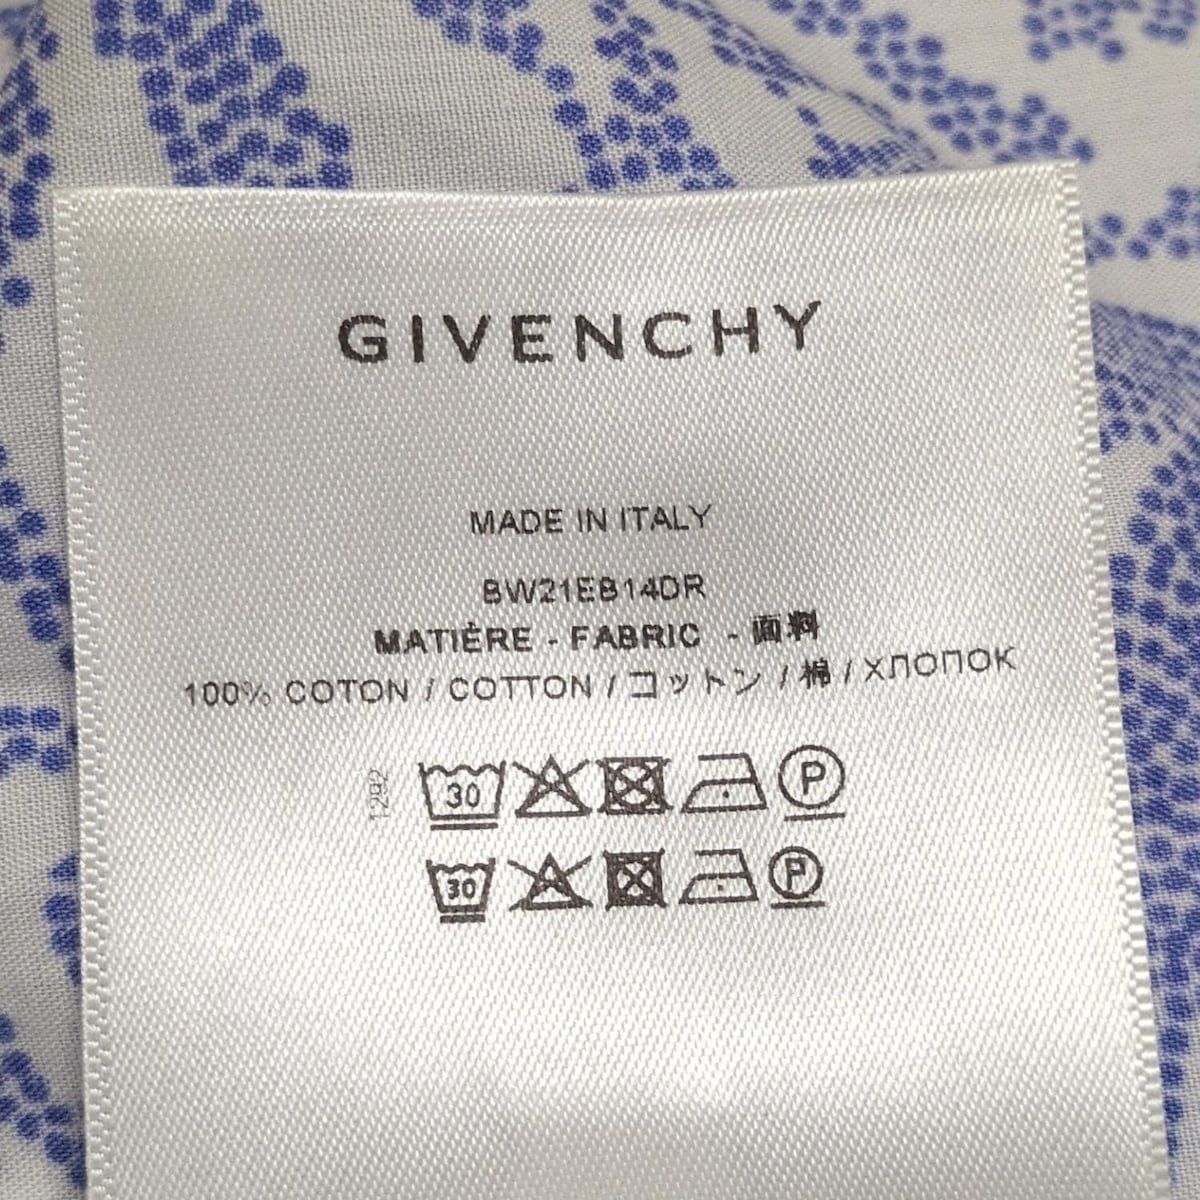 GIVENCHY
MADE IN ITALY
BW21EB14DR
MATIÈRE - FABRIC - 面料
100% COTON / COTTON / コットン / 棉 / ХЛОПОК
1292
30 P
30 P